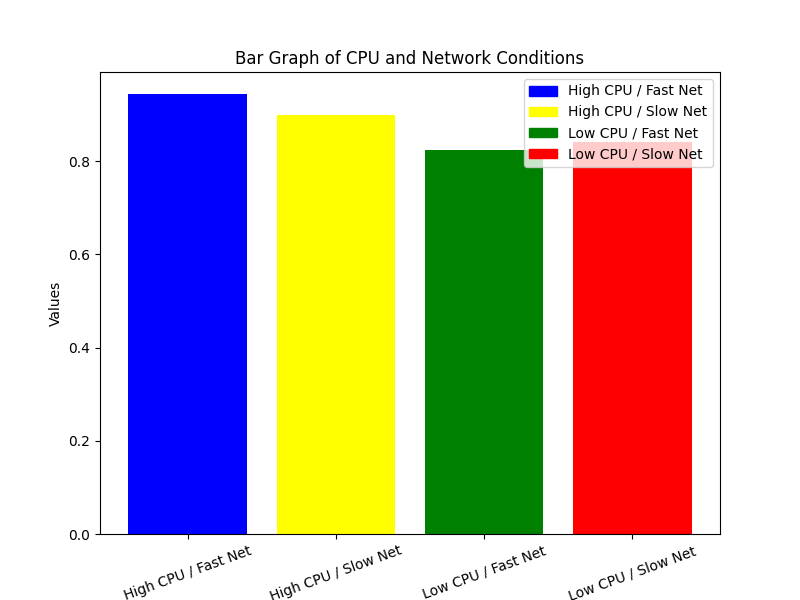 Bar Graph of CPU and Network Conditions
High CPU / Fast Net
High CPU / Slow Net
Low CPU / Fast Net
Low CPU / Slow Net
Values
0.8
0.6
0.4
0.2
0.0
High CPU / Fast Net
High CPU / Slow Net
Low CPU / Fast Net
Low CPU / Slow Net